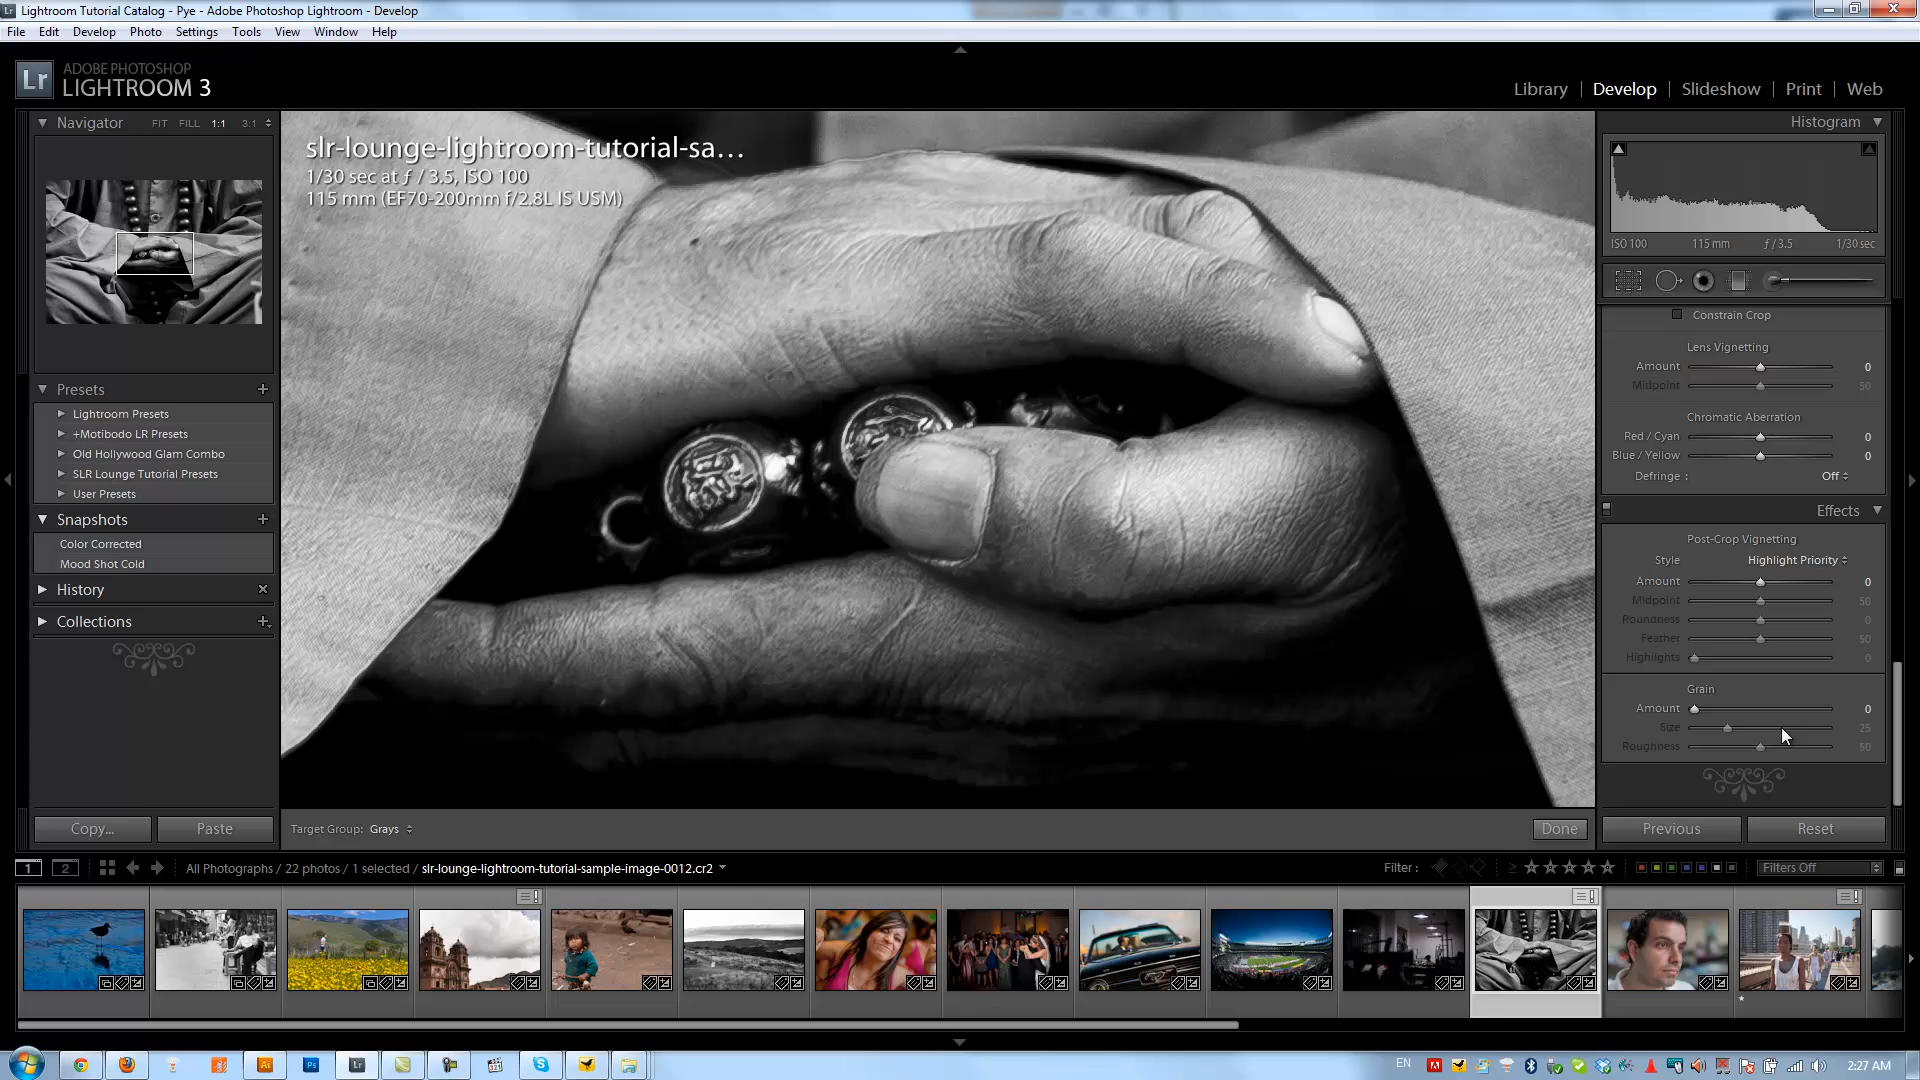 Lightroom Tutorial Catalog - Pye - Adobe Photoshop Lightroom - Develop
File Edit Develop Photo Settings Tools View Window Help
Lr ADOBE PHOTOSHOP
LIGHTROOM 3
Library | Develop | Slideshow | Print | Web
Navigator FIT FILL 1:1 3:1
Presets
Lightroom Presets
+Motibodo LR Presets
Old Hollywood Glam Combo
SLR Lounge Tutorial Presets
User Presets
Snapshots
Color Corrected
Mood Shot Cold
History
Collections
Copy... Paste
slr-lounge-lightroom-tutorial-sa...
1/30 sec at ƒ / 3.5, ISO 100
115 mm (EF70-200mm f/2.8L IS USM)
Target Group: Grays
Done
Histogram
ISO 100 115 mm ƒ / 3.5 1/30 sec
Constrain Crop
Lens Vignetting
Amount 0
Midpoint 50
Chromatic Aberration
Red / Cyan 0
Blue / Yellow 0
Defringe : Off
Effects
Post-Crop Vignetting
Style Highlight Priority
Amount 0
Midpoint 50
Roundness 0
Feather 50
Highlights 0
Grain
Amount 0
Size 25
Roughness 50
Previous Reset
1 2 All Photographs / 22 photos / 1 selected / slr-lounge-lightroom-tutorial-sample-image-0012.cr2
Filter : Filters Off
Ai Ps Lr
EN 2:27 AM